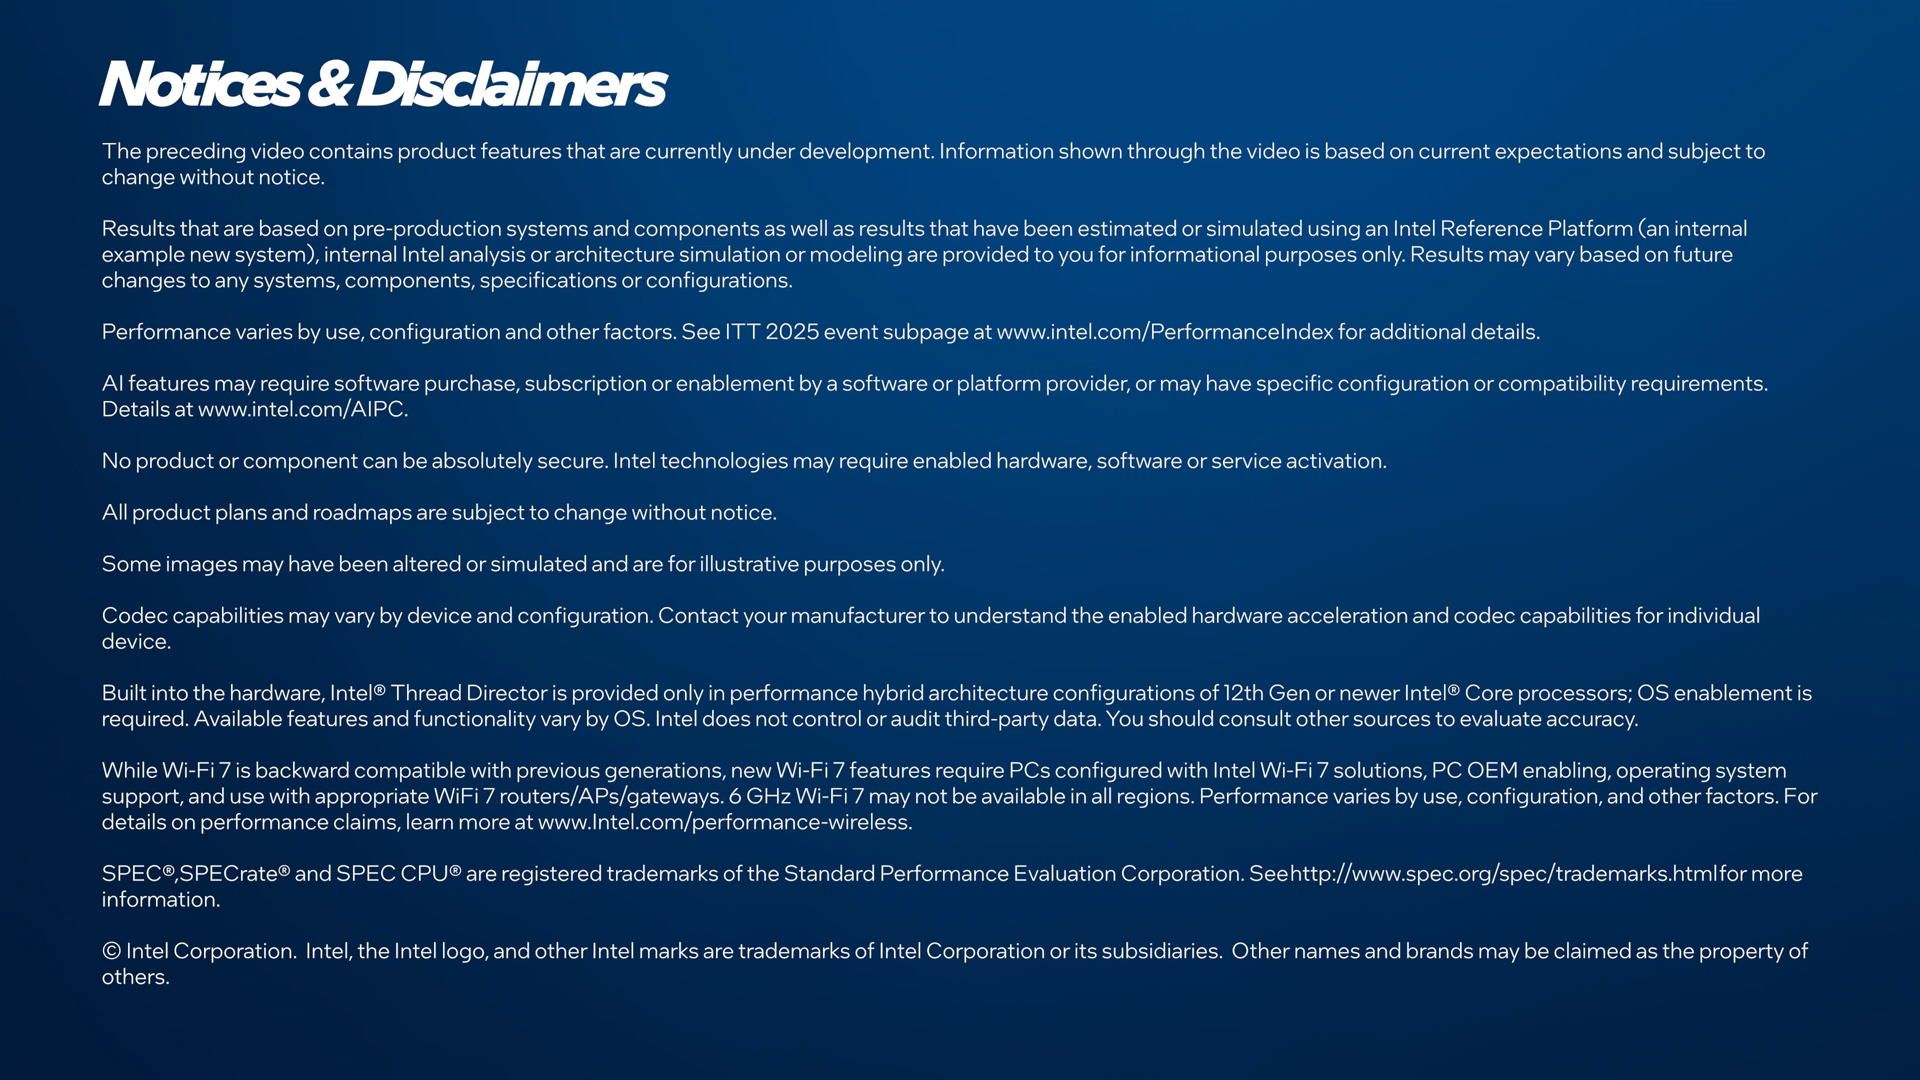 Notices & Disclaimers
The preceding video contains product features that are currently under development. Information shown through the video is based on current expectations and subject to
change without notice.
Results that are based on pre-production systems and components as well as results that have been estimated or simulated using an Intel Reference Platform (an internal
example new system), internal Intel analysis or architecture simulation or modeling are provided to you for informational purposes only. Results may vary based on future
changes to any systems, components, specifications or configurations.
Performance varies by use, configuration and other factors. See ITT 2025 event subpage at www.intel.com/PerformanceIndex for additional details.
AI features may require software purchase, subscription or enablement by a software or platform provider, or may have specific configuration or compatibility requirements.
Details at www.intel.com/AIPC.
No product or component can be absolutely secure. Intel technologies may require enabled hardware, software or service activation.
All product plans and roadmaps are subject to change without notice.
Some images may have been altered or simulated and are for illustrative purposes only.
Codec capabilities may vary by device and configuration. Contact your manufacturer to understand the enabled hardware acceleration and codec capabilities for individual
device.
Built into the hardware, Intel® Thread Director is provided only in performance hybrid architecture configurations of 12th Gen or newer Intel® Core processors; OS enablement is
required. Available features and functionality vary by OS. Intel does not control or audit third-party data. You should consult other sources to evaluate accuracy.
While Wi-Fi 7 is backward compatible with previous generations, new Wi-Fi 7 features require PCs configured with Intel Wi-Fi 7 solutions, PC OEM enabling, operating system
support, and use with appropriate WiFi 7 routers/APs/gateways. 6 GHz Wi-Fi 7 may not be available in all regions. Performance varies by use, configuration, and other factors. For
details on performance claims, learn more at www.Intel.com/performance-wireless.
SPEC®,SPECrate® and SPEC CPU® are registered trademarks of the Standard Performance Evaluation Corporation. See http://www.spec.org/spec/trademarks.html for more
information.
© Intel Corporation. Intel, the Intel logo, and other Intel marks are trademarks of Intel Corporation or its subsidiaries. Other names and brands may be claimed as the property of
others.